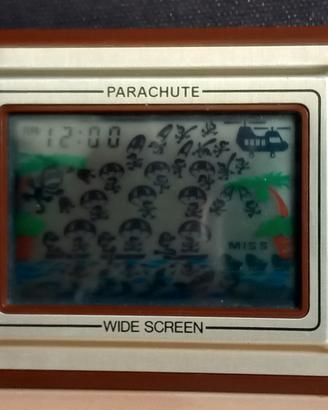 PARACHUTE
12:00
MISS
WIDE SCREEN